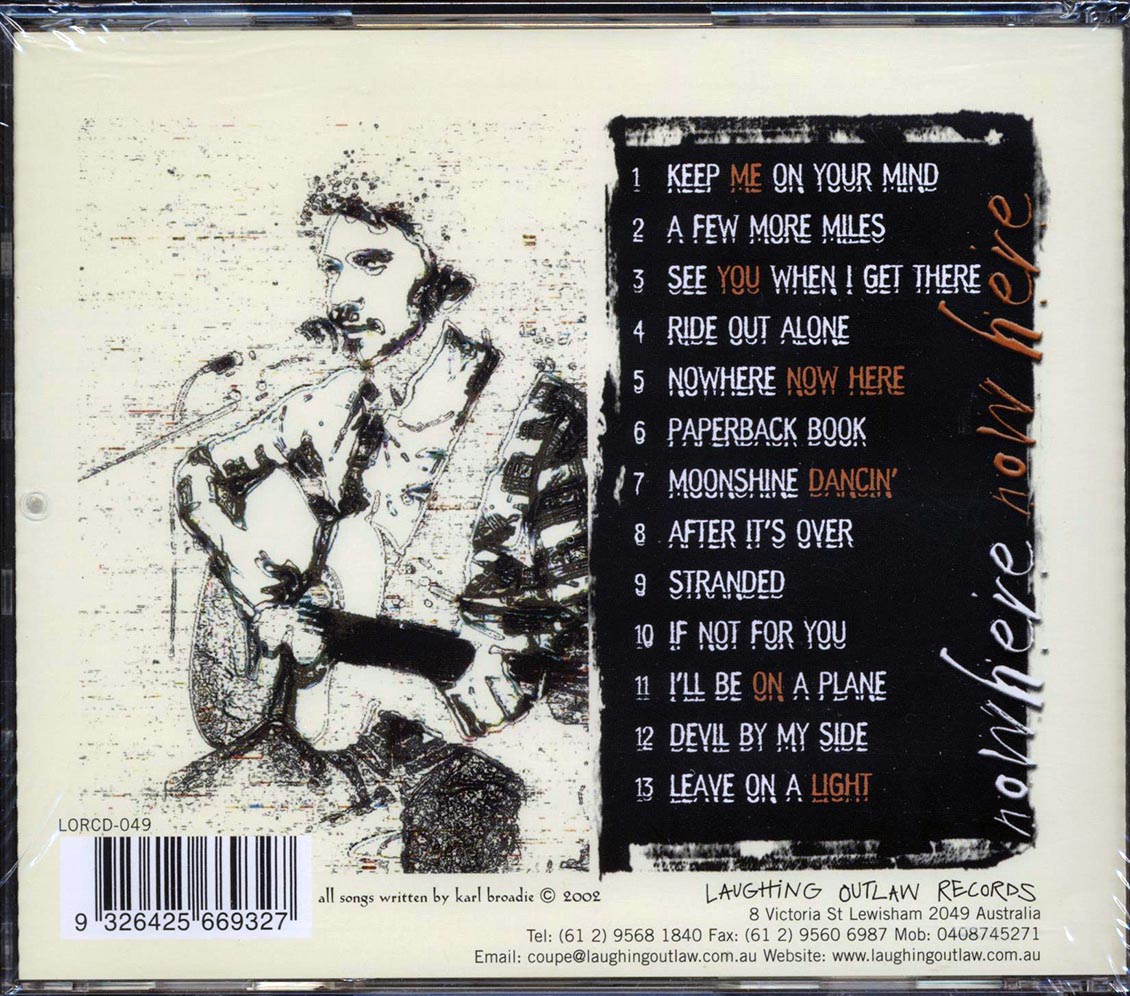 1 KEEP ME ON YOUR MIND
2 A FEW MORE MILES
3 SEE YOU WHEN I GET THERE
4 RIDE OUT ALONE
5 NOWHERE NOW HERE
6 PAPERBACK BOOK
7 MOONSHINE DANCIN'
8 AFTER IT'S OVER
9 STRANDED
10 IF NOT FOR YOU
11 I'LL BE ON A PLANE
12 DEVIL BY MY SIDE
13 LEAVE ON A LIGHT
nowhere now here
LORCD-049
9 326425 669327
all songs written by karl broadie © 2002
LAUGHING OUTLAW RECORDS
8 Victoria St Lewisham 2049 Australia
Tel: (61 2) 9568 1840 Fax: (61 2) 9560 6987 Mob: 0408745271
Email: coupe@laughingoutlaw.com.au Website: www.laughingoutlaw.com.au